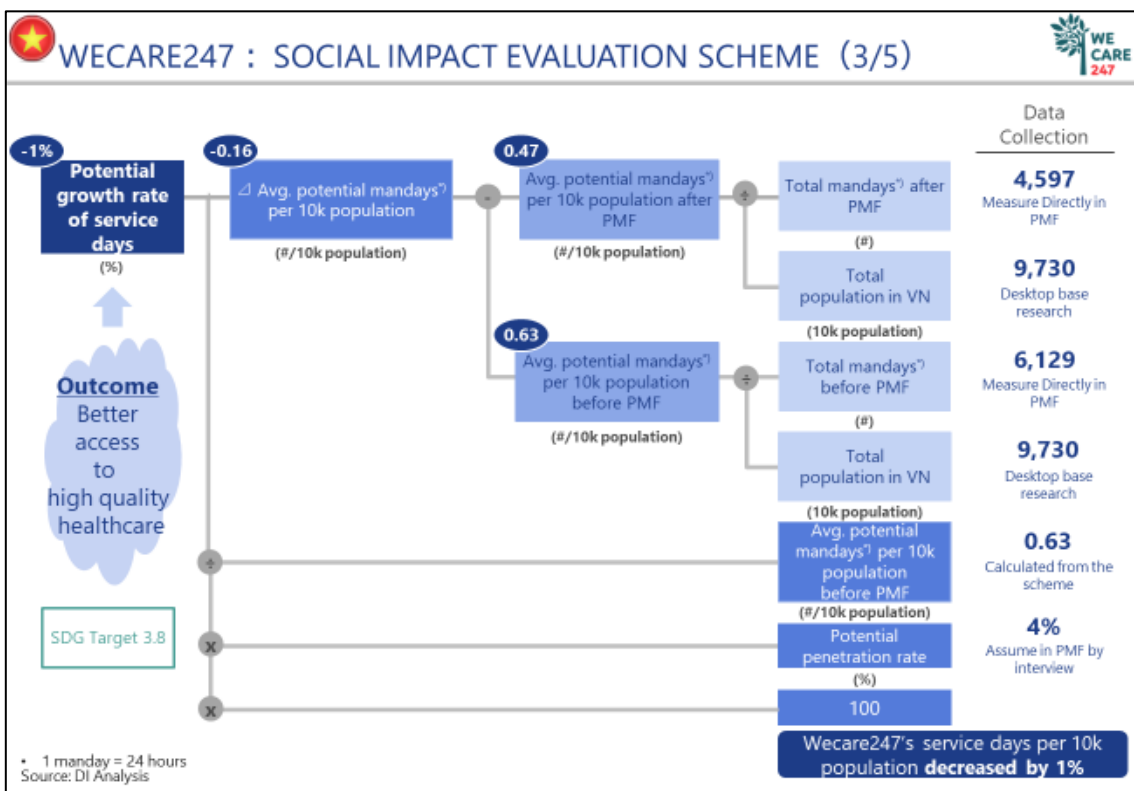 WECARE247 : SOCIAL IMPACT EVALUATION SCHEME (3/5)
WE
CARE
247
Data
Collection
-1%
Potential
growth rate
of service
days
(%)
-0.16
⊿ Avg. potential mandays*)
per 10k population
(#/10k population)
-
0.47
Avg. potential mandays*)
per 10k population after
PMF
(#/10k population)
÷
Total mandays*) after
PMF
(#)
4,597
Measure Directly in
PMF
Total
population in VN
(10k population)
9,730
Desktop base
research
0.63
Avg. potential mandays*)
per 10k population
before PMF
(#/10k population)
÷
Total mandays*)
before PMF
(#)
6,129
Measure Directly in
PMF
Total
population in VN
(10k population)
9,730
Desktop base
research
Outcome
Better
access
to
high quality
healthcare
÷
Avg. potential
mandays*) per 10k
population
before PMF
(#/10k population)
0.63
Calculated from the
scheme
SDG Target 3.8
x
Potential
penetration rate
(%)
4%
Assume in PMF by
interview
x
100
Wecare247's service days per 10k
population decreased by 1%
• 1 manday = 24 hours
Source: DI Analysis